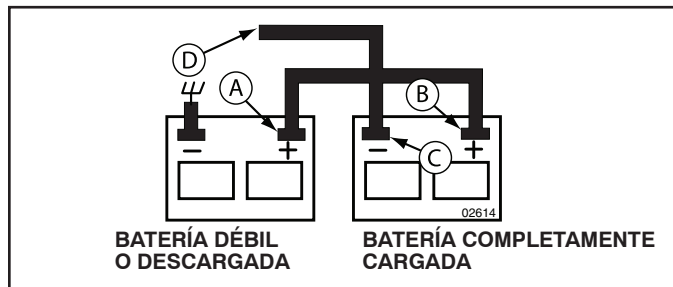 D
A
B
C
− + − +
02614
BATERÍA DÉBIL
O DESCARGADA
BATERÍA COMPLETAMENTE
CARGADA